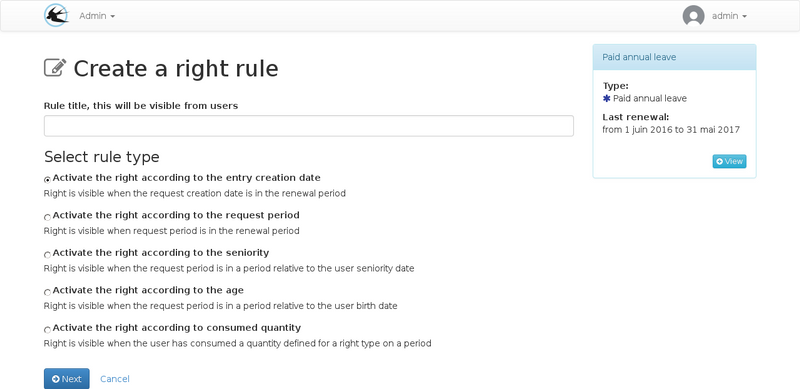 Admin
admin
Create a right rule
Rule title, this will be visible from users
Select rule type
Activate the right according to the entry creation date
Right is visible when the request creation date is in the renewal period
Activate the right according to the request period
Right is visible when request period is in the renewal period
Activate the right according to the seniority
Right is visible when the request period is in a period relative to the user seniority date
Activate the right according to the age
Right is visible when the request period is in a period relative to the user birth date
Activate the right according to consumed quantity
Right is visible when the user has consumed a quantity defined for a right type on a period
Next
Cancel
Paid annual leave
Type:
Paid annual leave
Last renewal:
from 1 juin 2016 to 31 mai 2017
View